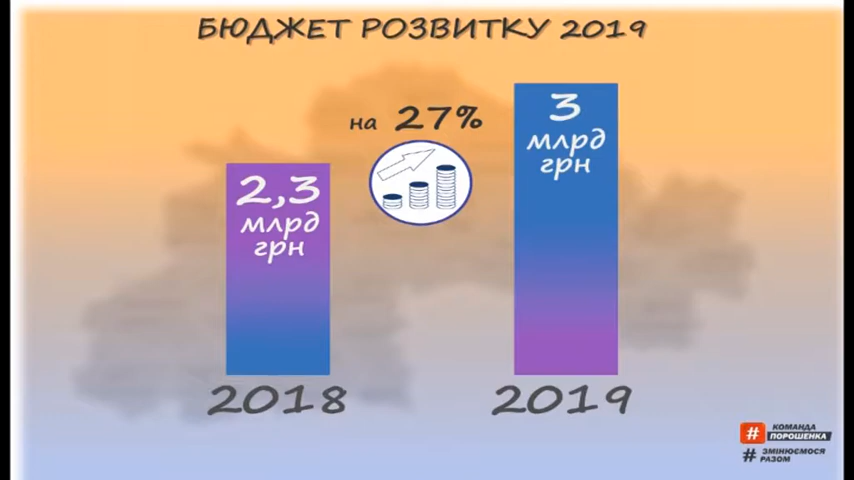 БЮДЖЕТ РОЗВИТКУ 2019
на 27%
3
млрд
грн
2,3
млрд
грн
2018
2019
# КОМАНДА
ПОРОШЕНКА
# ЗМІНЮЄМОСЯ
РАЗОМ